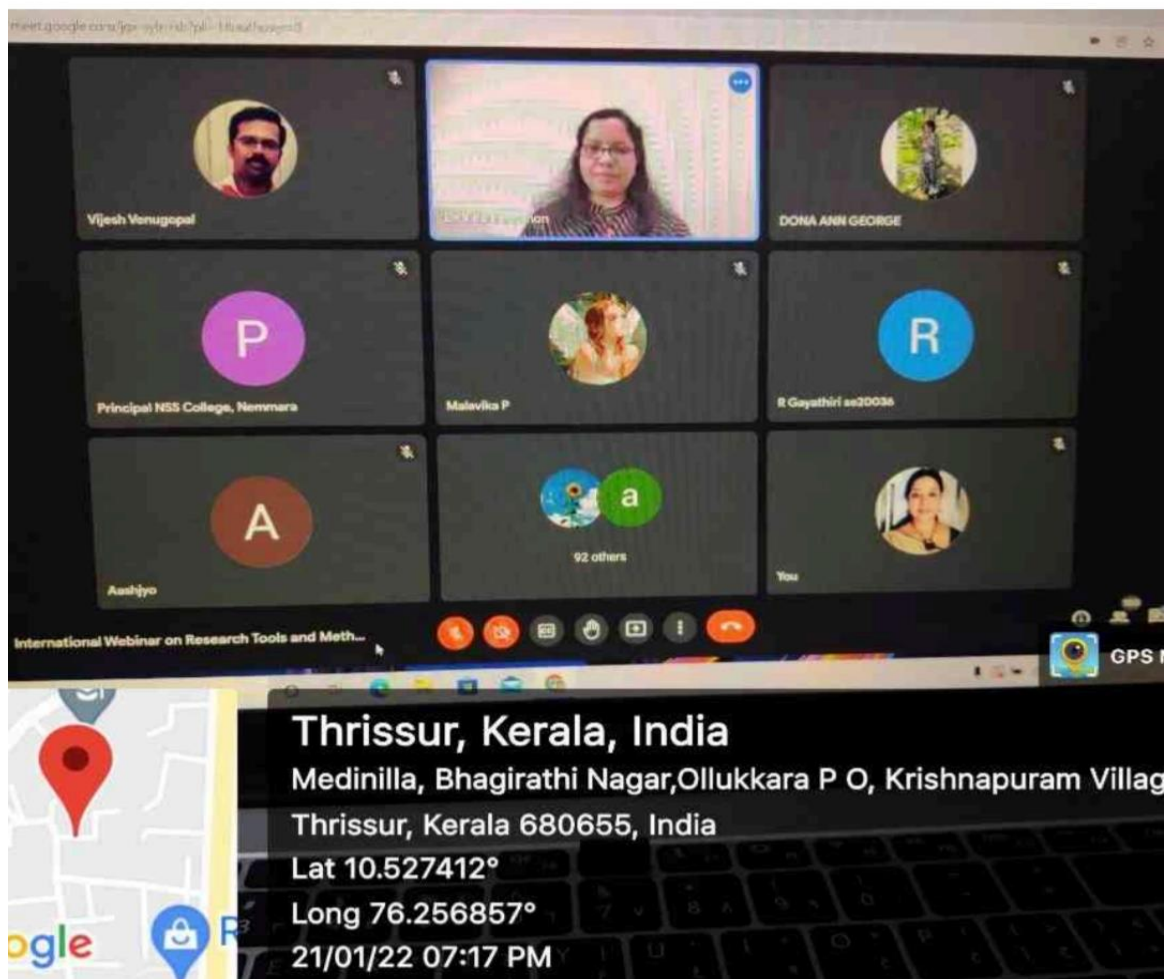 Vijesh Venugopal
DONA ANN GEORGE
P
R
Principal NSS College, Nemmara
Malavika P
R Gayathiri se20036
A
a
92 others
Aashjyo
You
International Webinar on Research Tools and Meth...
GPS
Thrissur, Kerala, India
Medinilla, Bhagirathi Nagar,Ollukkara P O, Krishnapuram Villag
Thrissur, Kerala 680655, India
Lat 10.527412°
Long 76.256857°
21/01/22 07:17 PM
ogle
R